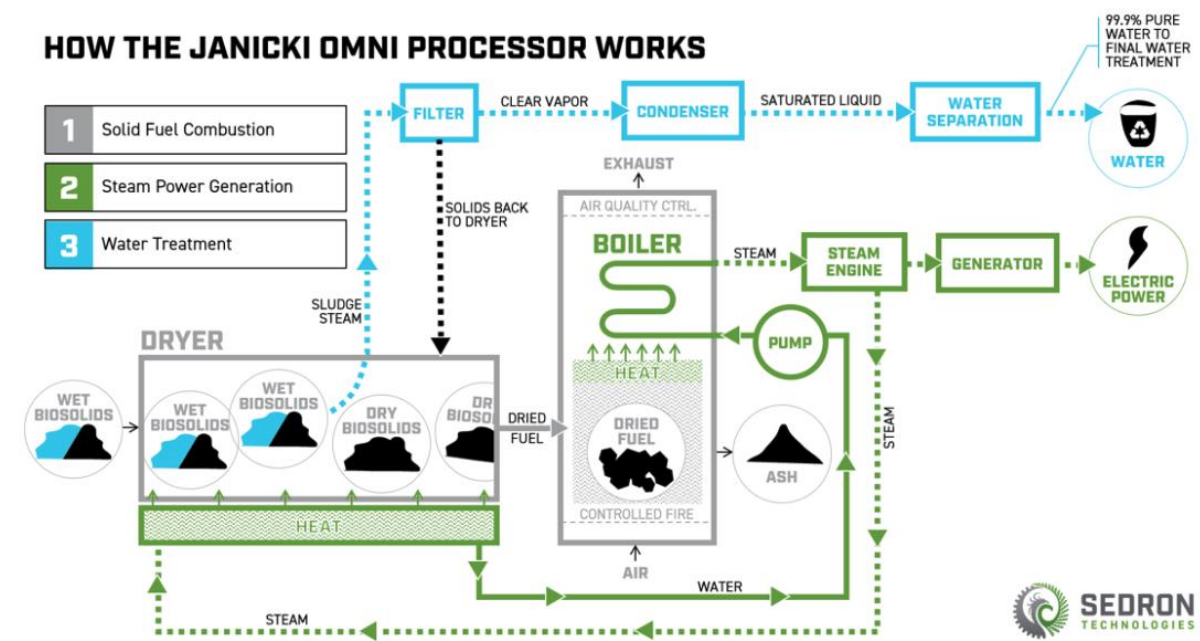 HOW THE JANICKI OMNI PROCESSOR WORKS
99.9% PURE
WATER TO
FINAL WATER
TREATMENT
1 Solid Fuel Combustion
2 Steam Power Generation
3 Water Treatment
FILTER
CLEAR VAPOR
CONDENSER
SATURATED LIQUID
WATER
SEPARATION
WATER
EXHAUST
AIR QUALITY CTRL.
SOLIDS BACK
TO DRYER
BOILER
STEAM
STEAM
ENGINE
GENERATOR
ELECTRIC
POWER
SLUDGE
STEAM
PUMP
DRYER
HEAT
WET
BIOSOLIDS
WET
BIOSOLIDS
WET
BIOSOLIDS
DRY
BIOSOLIDS
DR
BIOSOL
DRIED
FUEL
DRIED
FUEL
ASH
STEAM
CONTROLLED FIRE
HEAT
AIR
WATER
STEAM
SEDRON
TECHNOLOGIES